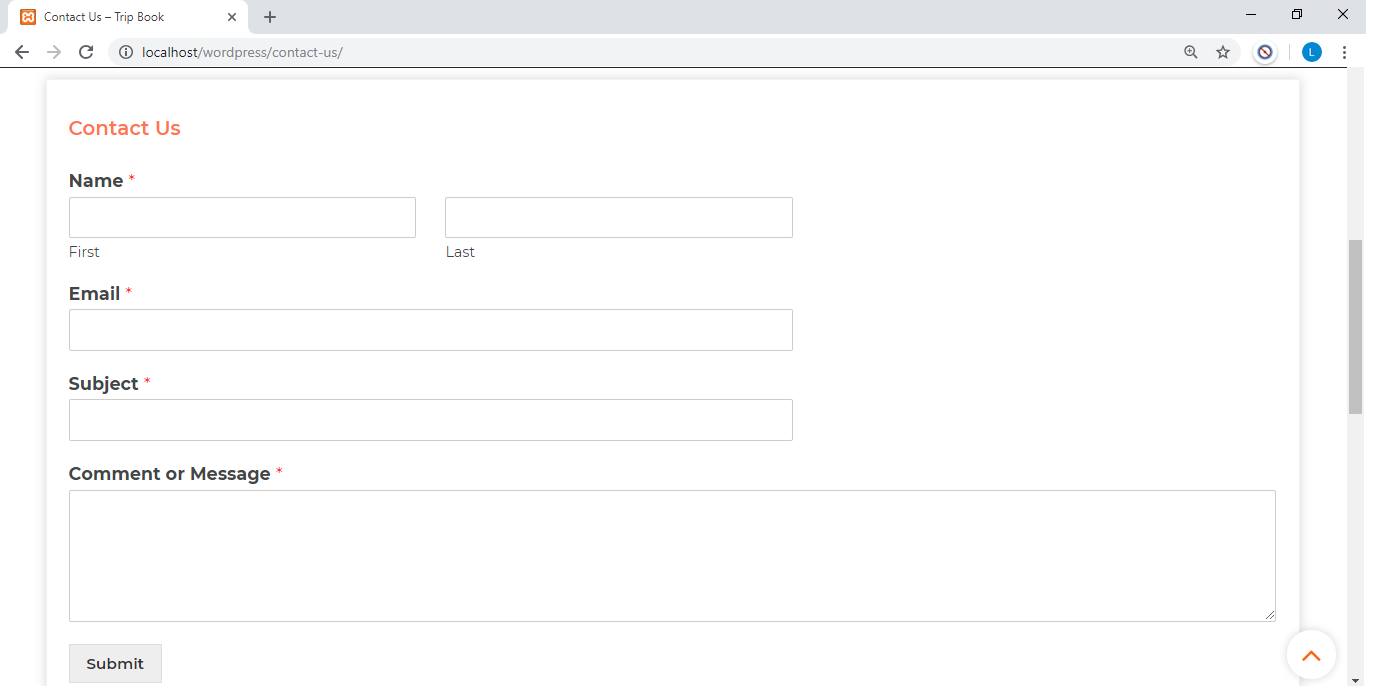 Contact Us – Trip Book
localhost/wordpress/contact-us/
L
Contact Us
Name *
First Last
Email *
Subject *
Comment or Message *
Submit